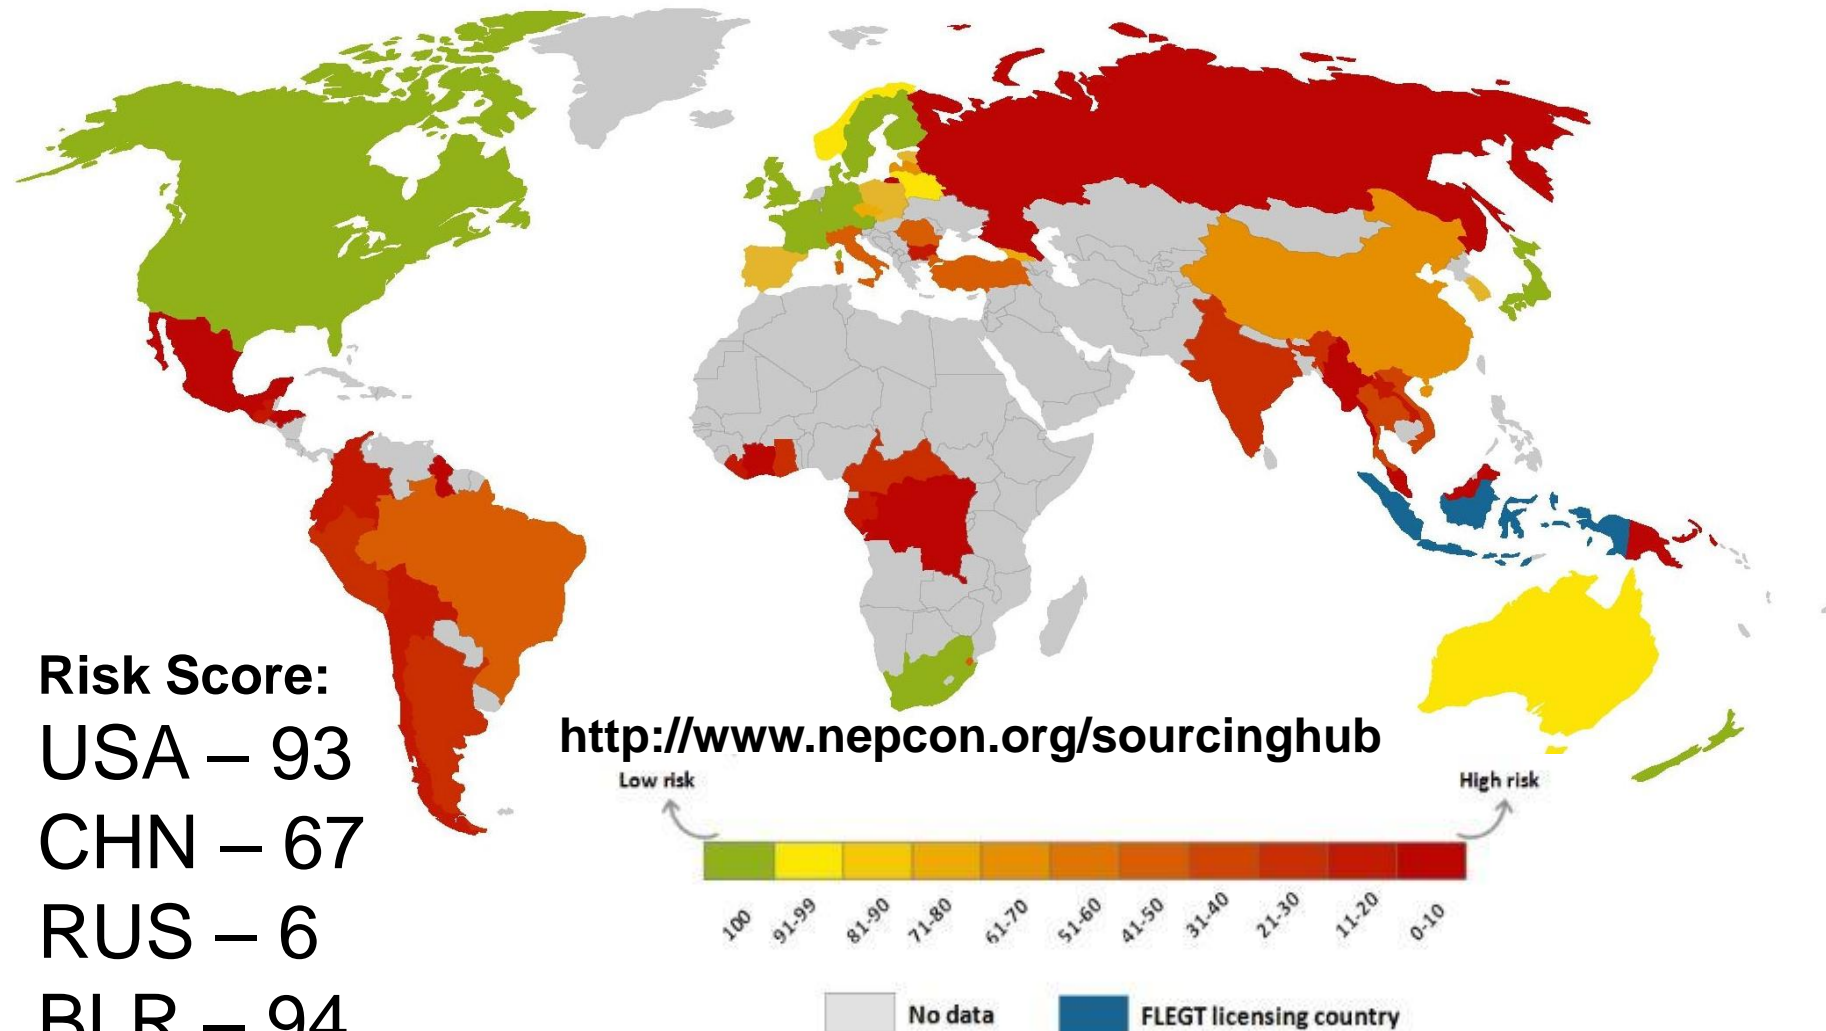 Risk Score:
USA – 93
CHN – 67
RUS – 6
BLR – 94
http://www.nepcon.org/sourcinghub
Low risk
High risk
100
91-99
81-90
71-80
61-70
51-60
41-50
31-40
21-30
11-20
0-10
No data
FLEGT licensing country